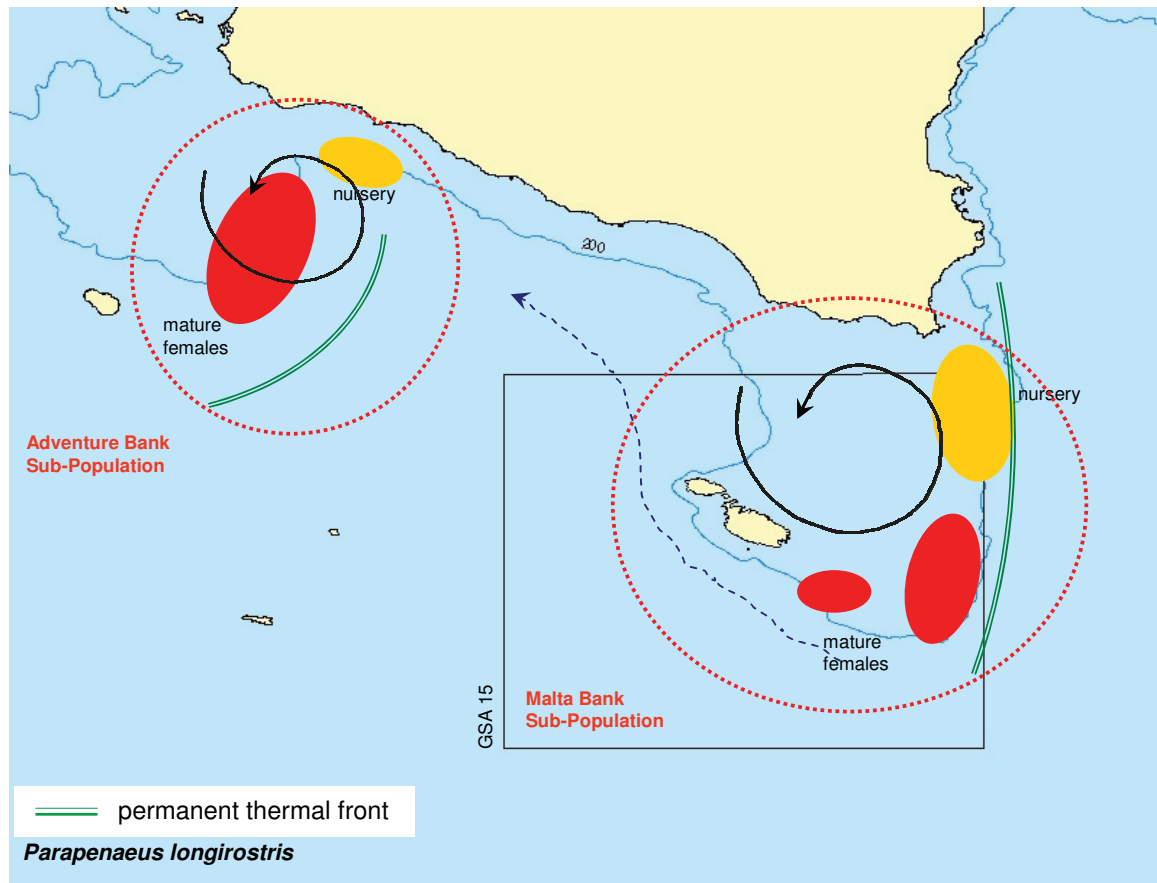 nursery
200
mature
females
Adventure Bank
Sub-Population
nursery
mature
females
Malta Bank
Sub-Population
GSA 15
permanent thermal front
Parapenaeus longirostris